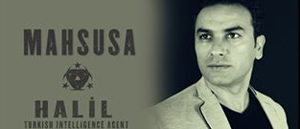 MAHSUSA
HALİL
TURKISH INTELLIGENCE AGENT